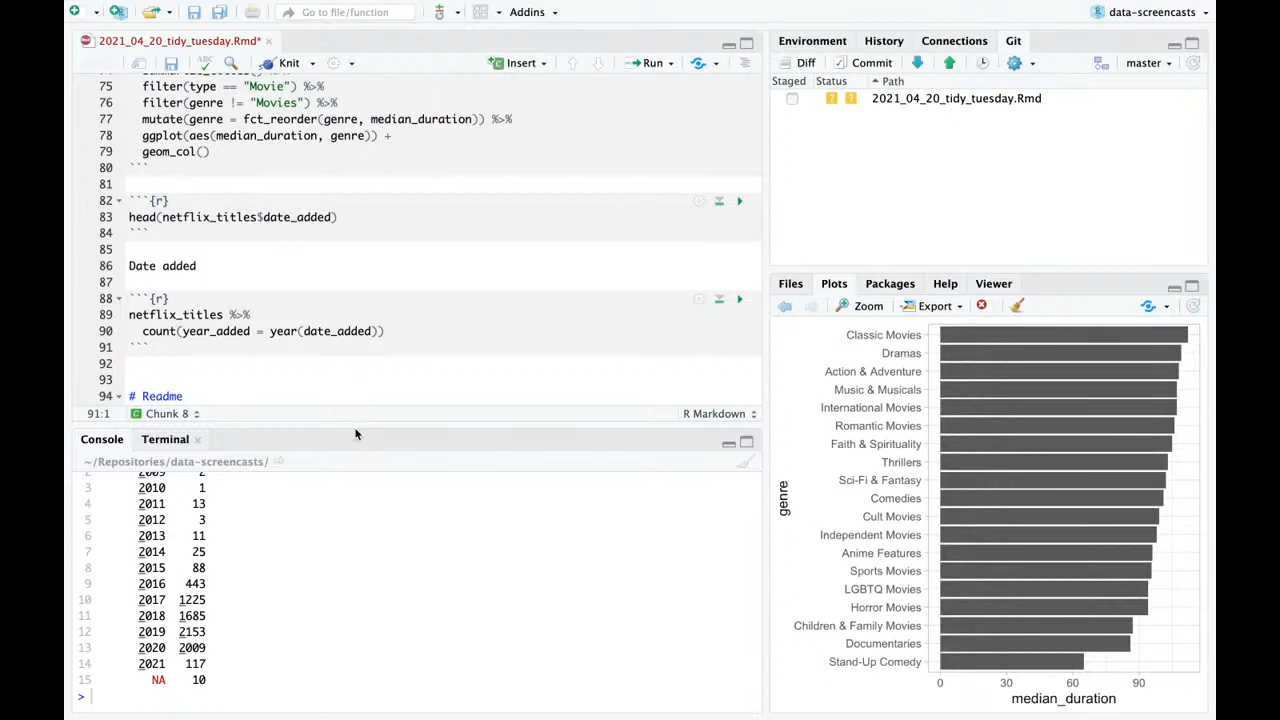 Go to file/function
Addins
data-screencasts
2021_04_20_tidy_tuesday.Rmd*
Knit
Insert
Run
75 filter(type == "Movie") %>%
76 filter(genre != "Movies") %>%
77 mutate(genre = fct_reorder(genre, median_duration)) %>%
78 ggplot(aes(median_duration, genre)) +
79 geom_col()
80 ```
81
82 ```{r}
83 head(netflix_titles$date_added)
84 ```
85
86 Date added
87
88 ```{r}
89 netflix_titles %>%
90 count(year_added = year(date_added))
91 ```
92
93
94 # Readme
91:1 Chunk 8 R Markdown
Console Terminal
~/Repositories/data-screencasts/
2 2009 2
3 2010 1
4 2011 13
5 2012 3
6 2013 11
7 2014 25
8 2015 88
9 2016 443
10 2017 1225
11 2018 1685
12 2019 2153
13 2020 2009
14 2021 117
15 NA 10
>
Environment History Connections Git
Diff Commit master
Staged Status Path
2021_04_20_tidy_tuesday.Rmd
Files Plots Packages Help Viewer
Zoom Export
Classic Movies
Dramas
Action & Adventure
Music & Musicals
International Movies
Romantic Movies
Faith & Spirituality
Thrillers
Sci-Fi & Fantasy
Comedies
Cult Movies
Independent Movies
Anime Features
Sports Movies
LGBTQ Movies
Horror Movies
Children & Family Movies
Documentaries
Stand-Up Comedy
genre
0 30 60 90
median_duration